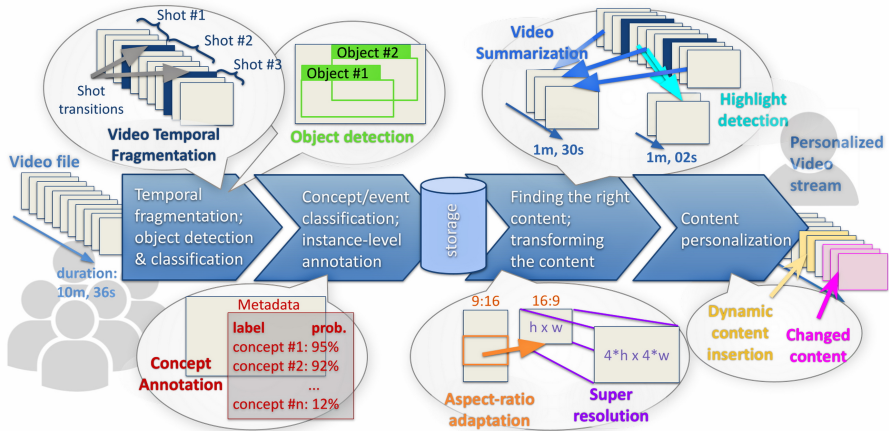 Shot #1
Shot #2
Shot #3
Shot
transitions
Video Temporal
Fragmentation
Object #2
Object #1
Object detection
Video
Summarization
1m, 30s
Highlight
detection
1m, 02s
Personalized
Video
stream
Video file
duration:
10m, 36s
Temporal
fragmentation;
object detection
& classification
Concept/event
classification;
instance-level
annotation
storage
Finding the right
content;
transforming
the content
Content
personalization
Metadata
label prob.
concept #1: 95%
concept #2: 92%
...
concept #n: 12%
Concept
Annotation
9:16
16:9
h x w
4*h x 4*w
Aspect-ratio
adaptation
Super
resolution
Dynamic
content
insertion
Changed
content